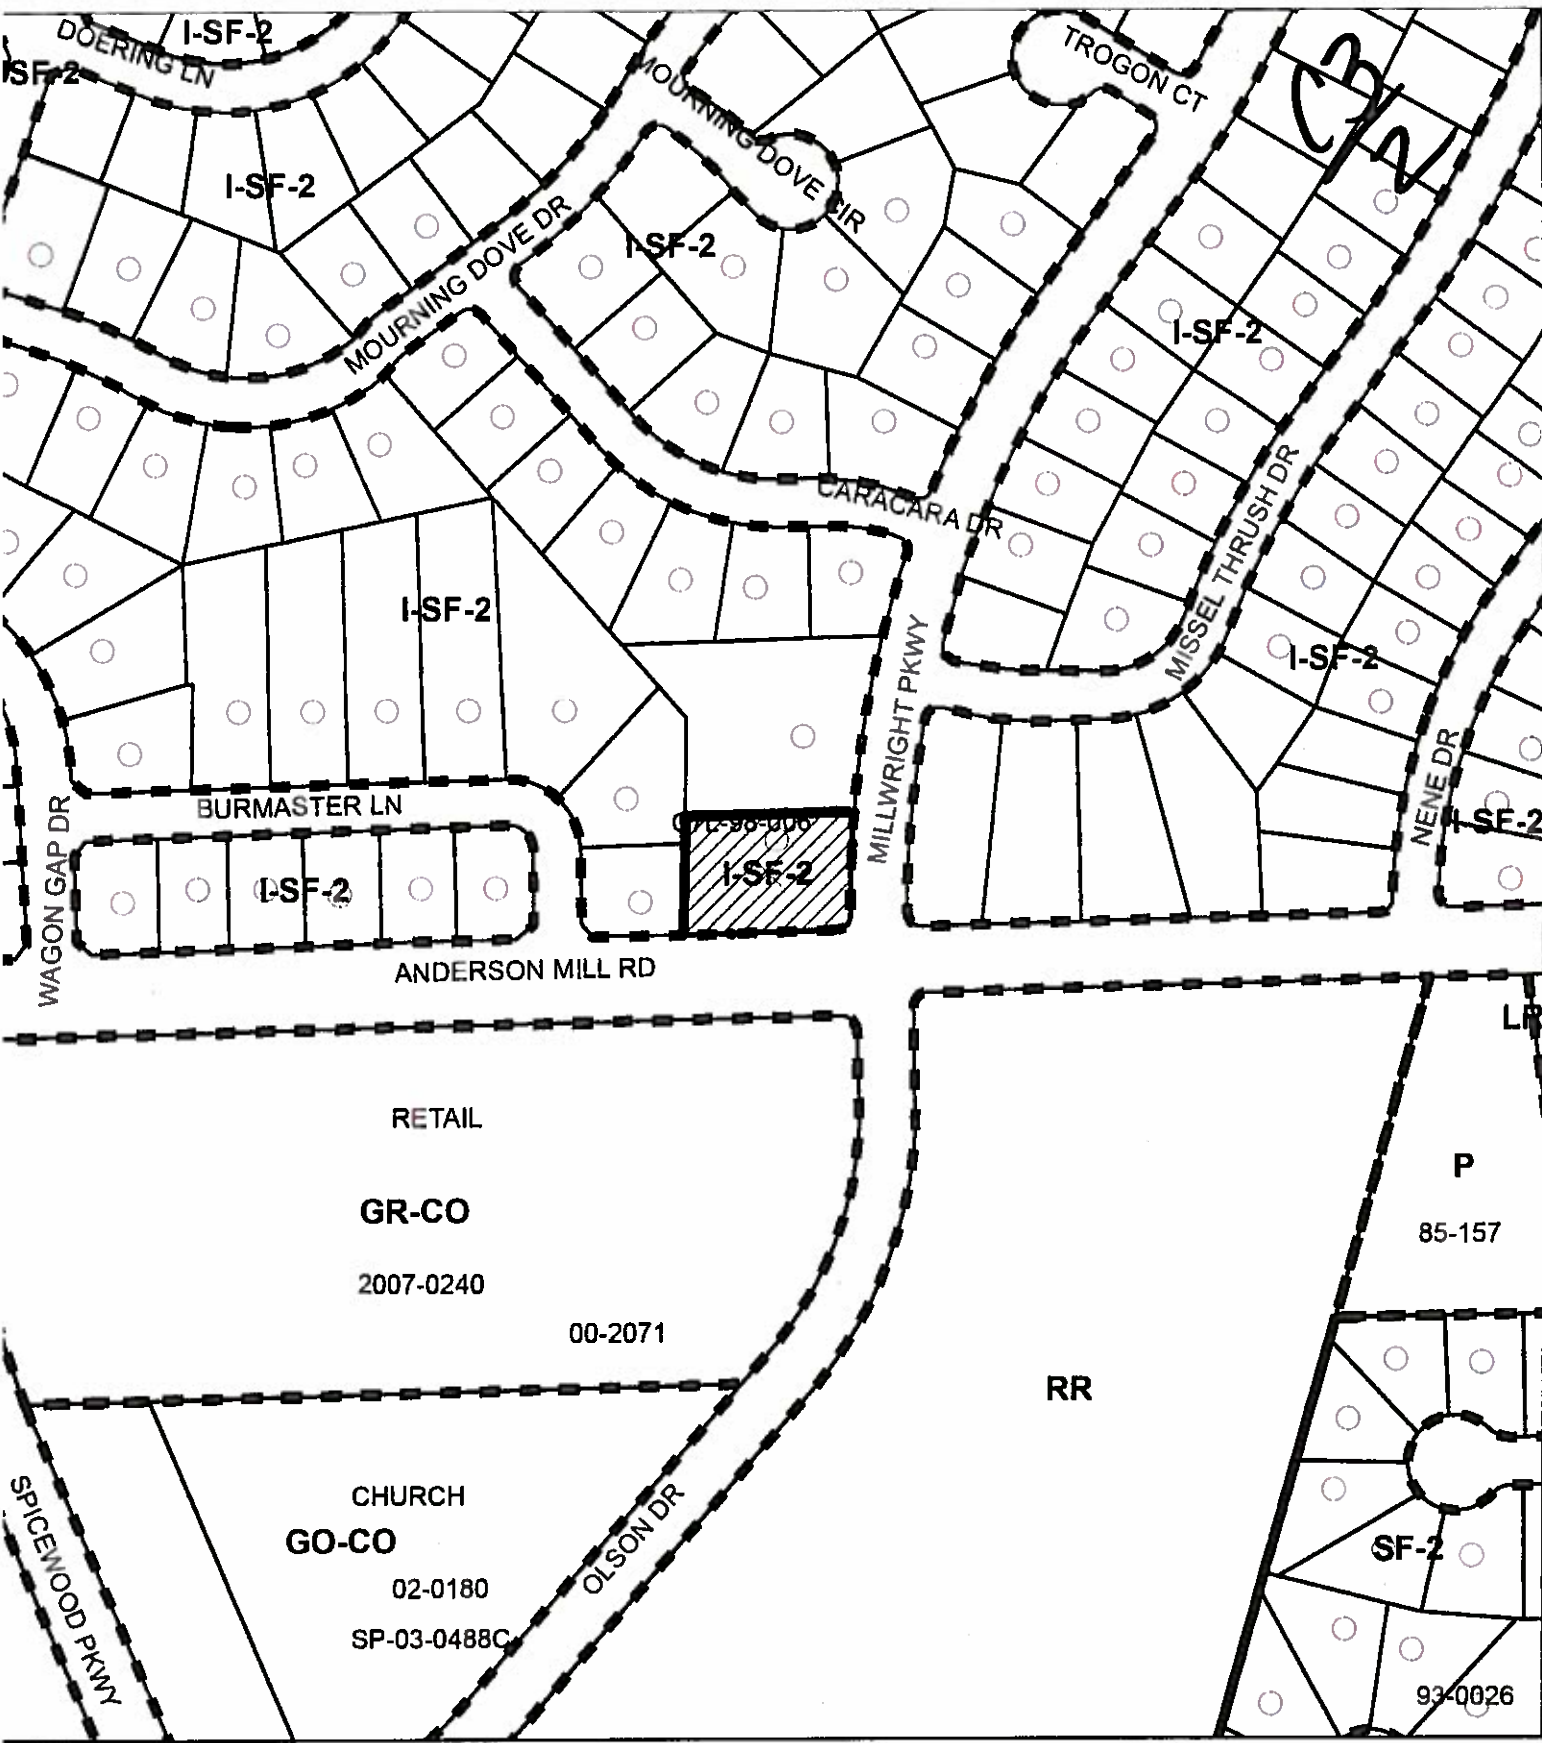 I-SF-2
DOERING LN
SF-2
TROGON CT
C3
2
MOURNING DOVE CIR
I-SF-2
MOURNING DOVE DR
I-SF-2
I-SF-2
CARACARA DR
MISSEL THRUSH DR
I-SF-2
I-SF-2
MILLWRIGHT PKWY
NENE DR
I-SF-2
BURMASTER LN
WAGON GAP DR
I-SF-2
I-SF-2
ANDERSON MILL RD
RETAIL
GR-CO
2007-0240
00-2071
P
85-157
RR
CHURCH
GO-CO
02-0180
SP-03-0488C
OLSON DR
SPICEWOOD PKWY
SF-2
93-0026